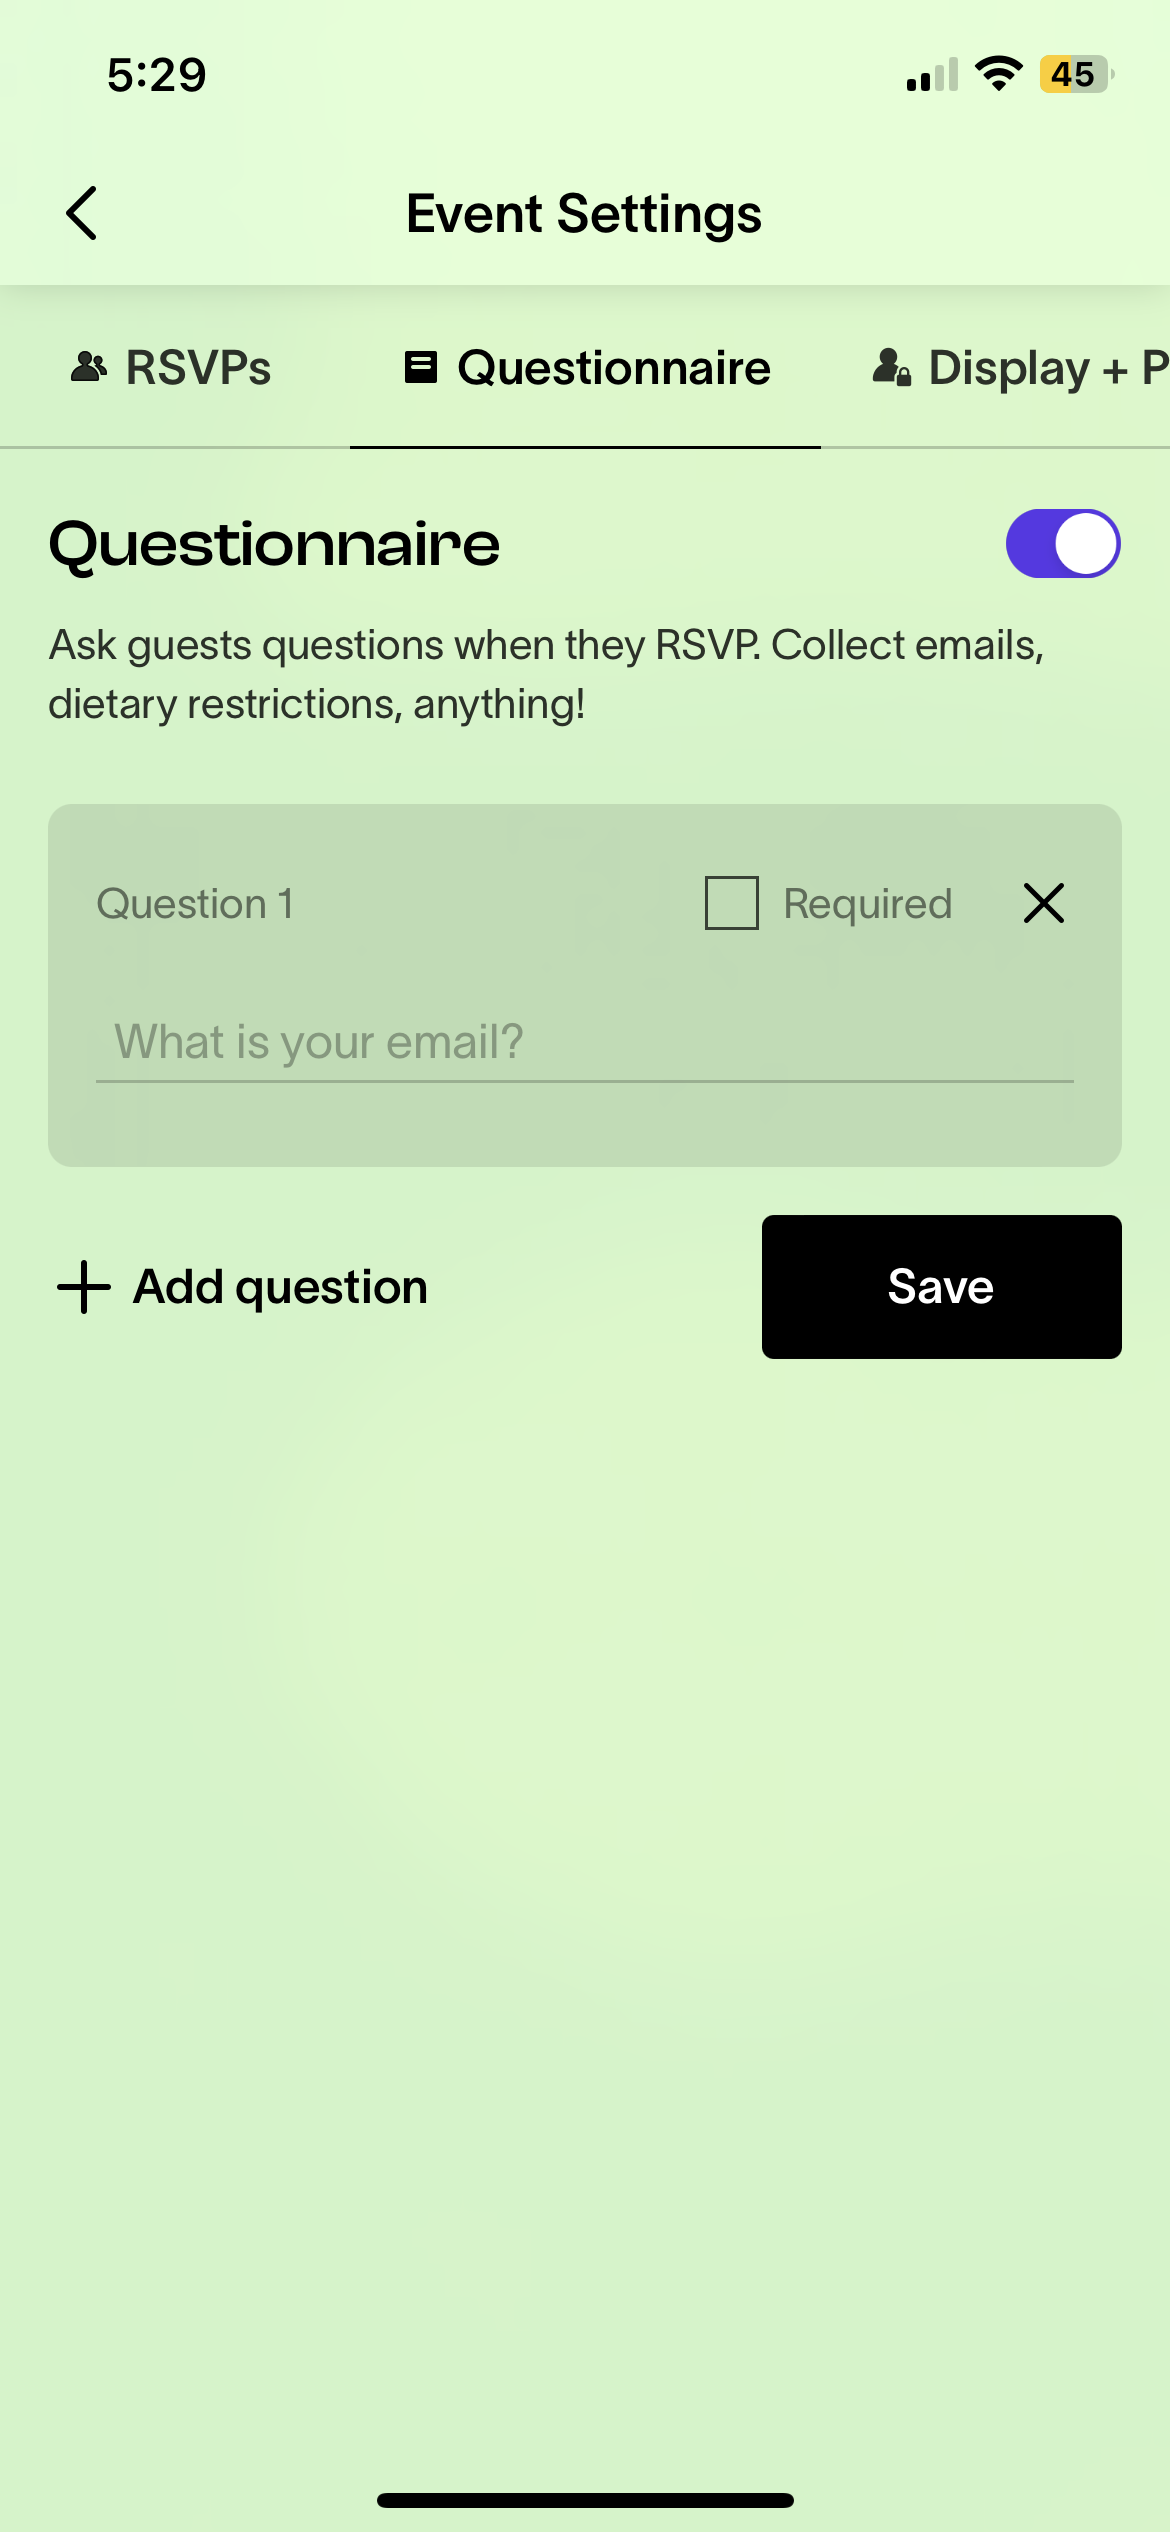 5:29
45
Event Settings
RSVPs
Questionnaire
Display + P
Questionnaire
Ask guests questions when they RSVP. Collect emails,
dietary restrictions, anything!
Question 1
Required
What is your email?
Add question
Save